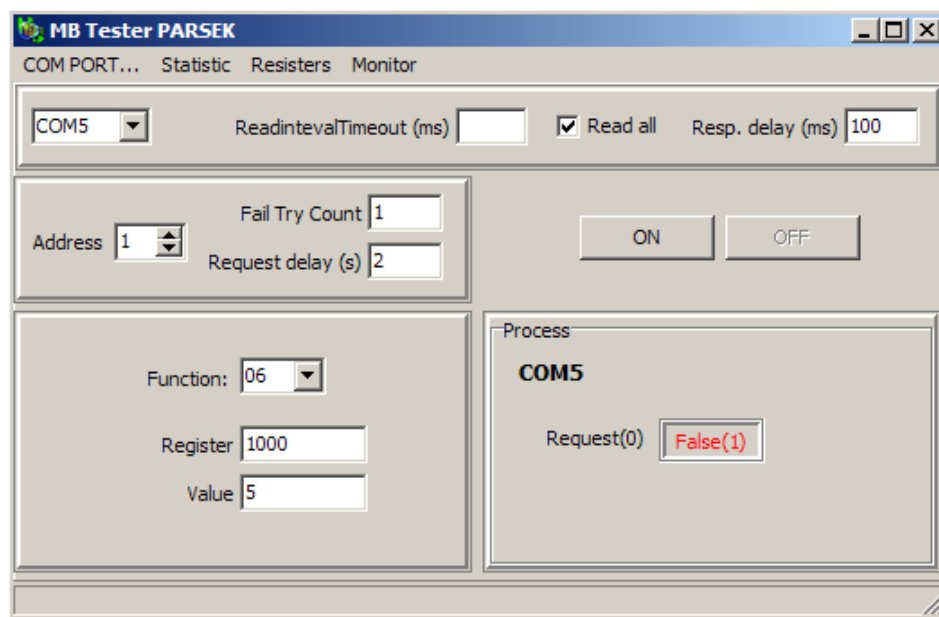 MB Tester PARSEK
COM PORT... Statistic Resisters Monitor
COM5 ReadintevalTimeout (ms) Read all Resp. delay (ms) 100
Fail Try Count 1
Address 1
Request delay (s) 2
ON OFF
Function: 06
Register 1000
Value 5
Process
COM5
Request(0) False(1)